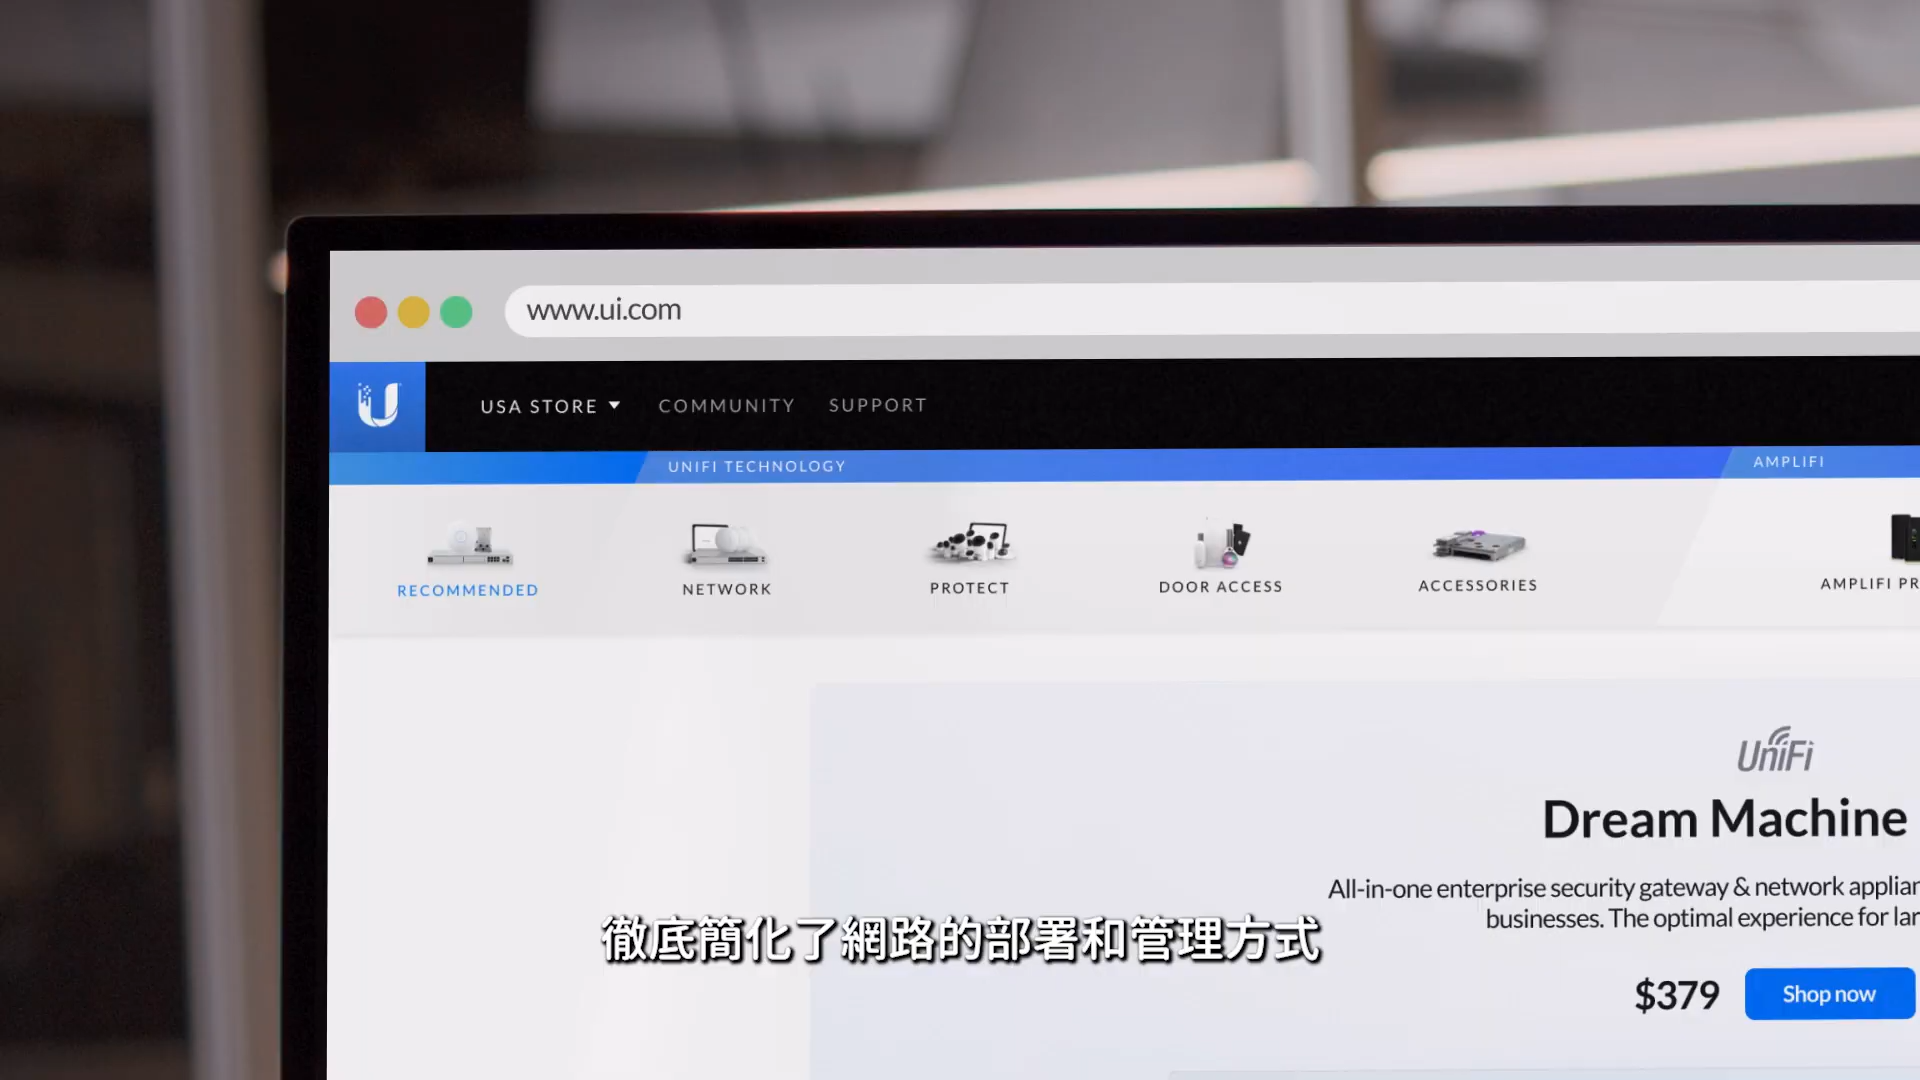 www.ui.com
USA STORE COMMUNITY SUPPORT
UNIFI TECHNOLOGY AMPLIFI
RECOMMENDED NETWORK PROTECT DOOR ACCESS ACCESSORIES AMPLIFI PR
UniFi
Dream Machine
All-in-one enterprise security gateway & network applian
businesses. The optimal experience for lar
徹底簡化了網路的部署和管理方式
$379 Shop now